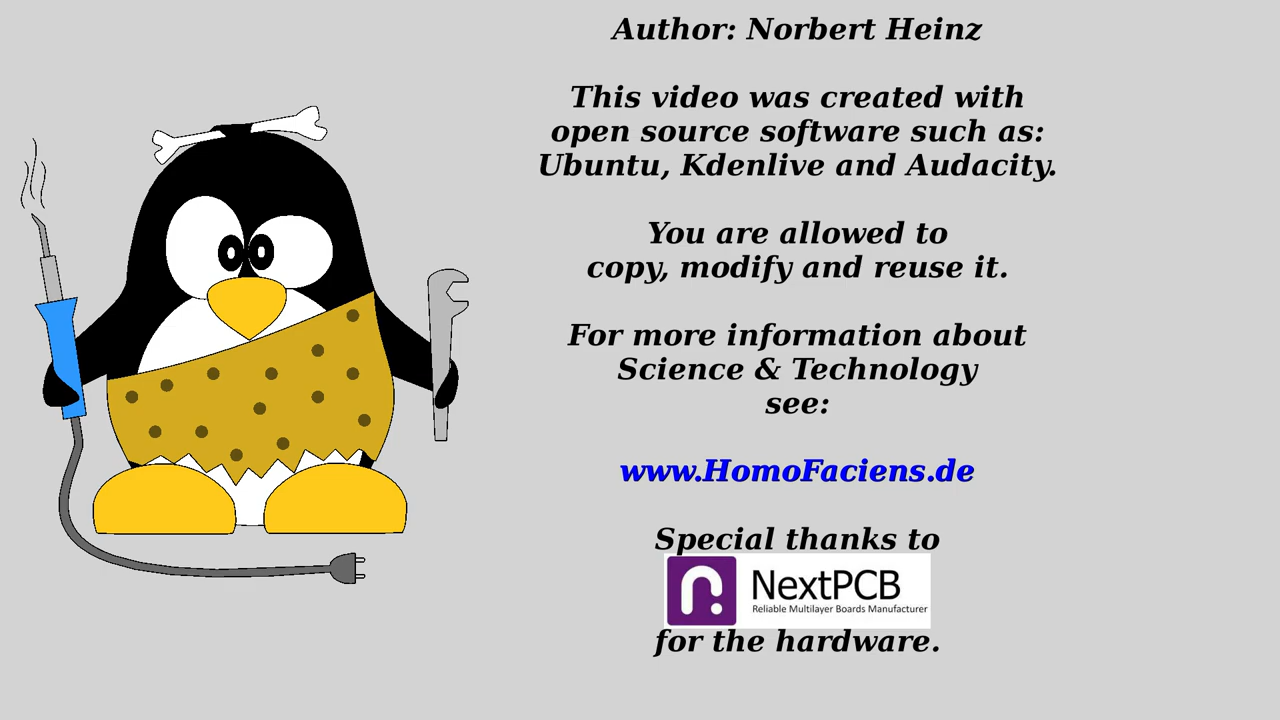 Author: Norbert Heinz
This video was created with
open source software such as:
Ubuntu, Kdenlive and Audacity.
You are allowed to
copy, modify and reuse it.
For more information about
Science & Technology
see:
www.HomoFaciens.de
Special thanks to
NextPCB
Reliable Multilayer Boards Manufacturer
for the hardware.